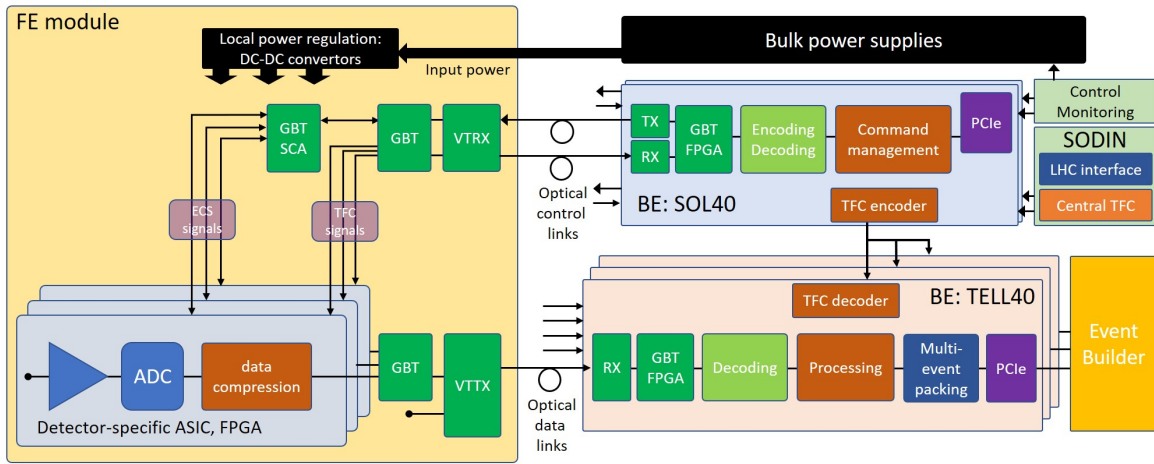 FE module
Local power regulation:
DC-DC convertors
Input power
Bulk power supplies
GBT
SCA
GBT
VTRX
ECS
signals
TFC
signals
Optical
control
links
TX
RX
GBT
FPGA
Encoding
Decoding
Command
management
PCIe
BE: SOL40
TFC encoder
Control
Monitoring
SODIN
LHC interface
Central TFC
ADC
data
compression
Detector-specific ASIC, FPGA
GBT
VTTX
Optical
data
links
TFC decoder
BE: TELL40
RX
GBT
FPGA
Decoding
Processing
Multi-
event
packing
PCIe
Event
Builder